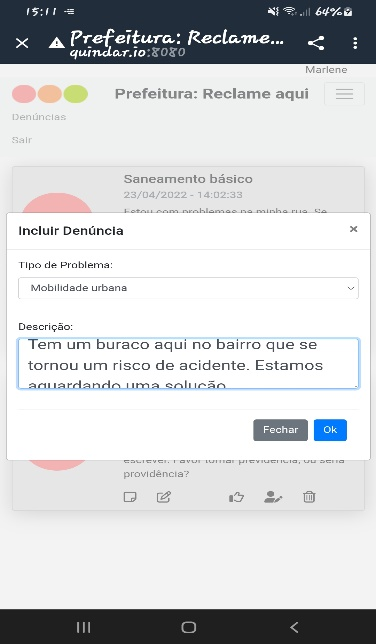 15:11
64%
Prefeitura: Reclame...
quindar.io:8080
Marlene
Prefeitura: Reclame aqui
Denúncias
Sair
Saneamento básico
23/04/2022 - 14:02:33
Estou com problemas na minha rua. Se
Incluir Denúncia
×
Tipo de Problema:
Mobilidade urbana
Descrição:
Tem um buraco aqui no bairro que se
tornou um risco de acidente. Estamos
aguardando uma solução
Fechar
Ok
escrever. Favor tomar previdência, ou seria
providência?